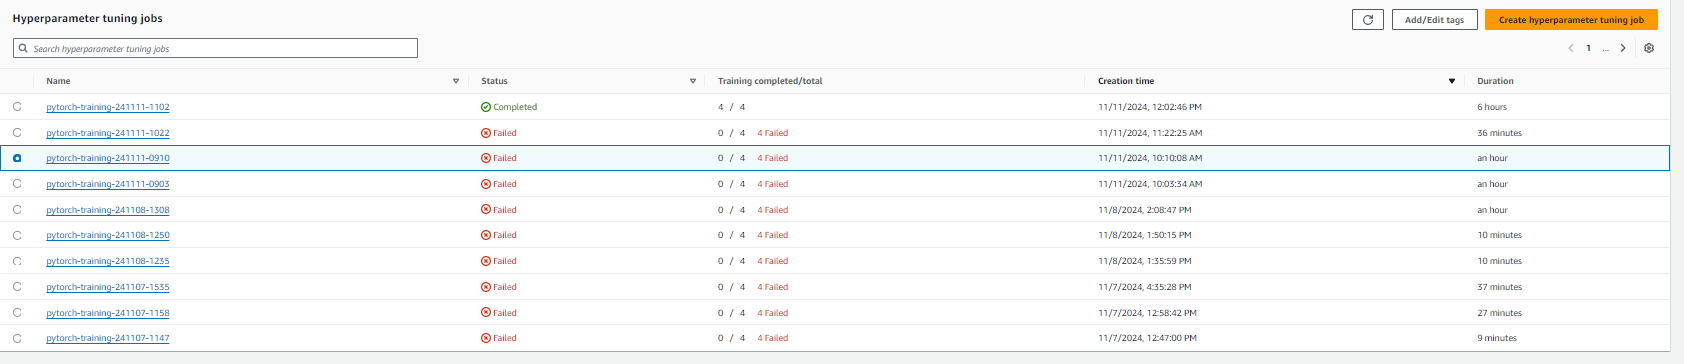 Hyperparameter tuning jobs
Add/Edit tags
Create hyperparameter tuning job
Search hyperparameter tuning jobs
1 ...
Name Status Training completed/total Creation time Duration
pytorch-training-241111-1102 Completed 4 / 4 11/11/2024, 12:02:46 PM 6 hours
pytorch-training-241111-1022 Failed 0 / 4 4 Failed 11/11/2024, 11:22:25 AM 36 minutes
pytorch-training-241111-0910 Failed 0 / 4 4 Failed 11/11/2024, 10:10:08 AM an hour
pytorch-training-241111-0903 Failed 0 / 4 4 Failed 11/11/2024, 10:03:34 AM an hour
pytorch-training-241108-1308 Failed 0 / 4 4 Failed 11/8/2024, 2:08:47 PM an hour
pytorch-training-241108-1250 Failed 0 / 4 4 Failed 11/8/2024, 1:50:15 PM 10 minutes
pytorch-training-241108-1235 Failed 0 / 4 4 Failed 11/8/2024, 1:35:59 PM 10 minutes
pytorch-training-241107-1535 Failed 0 / 4 4 Failed 11/7/2024, 4:35:28 PM 37 minutes
pytorch-training-241107-1158 Failed 0 / 4 4 Failed 11/7/2024, 12:58:42 PM 27 minutes
pytorch-training-241107-1147 Failed 0 / 4 4 Failed 11/7/2024, 12:47:00 PM 9 minutes